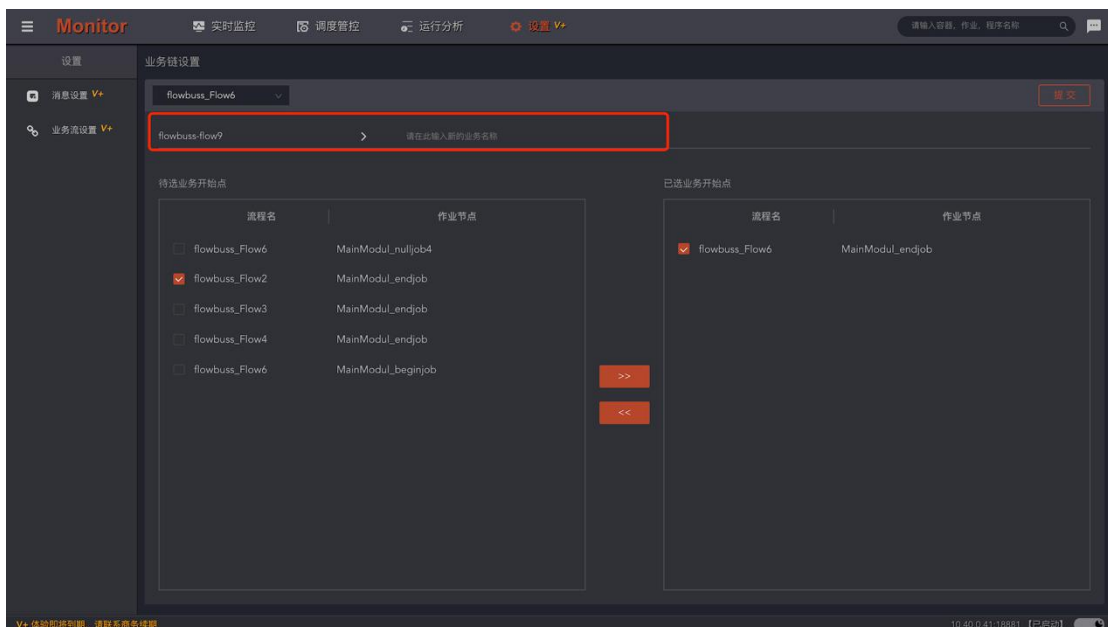 Monitor 实时监控 调度管控 运行分析 设置 V+ 请输入容器、作业、程序名称
设置 业务链设置
消息设置 V+ flowbuss_Flow6 提交
业务流设置 V+ flowbuss-flow9 > 请在此输入新的业务名称
待选业务开始点 已选业务开始点
流程名 作业节点 流程名 作业节点
flowbuss_Flow6 MainModul_nulljob4 flowbuss_Flow6 MainModul_endjob
flowbuss_Flow2 MainModul_endjob
flowbuss_Flow3 MainModul_endjob
flowbuss_Flow4 MainModul_endjob
flowbuss_Flow6 MainModul_beginjob
>>
<<
V+ 体验即将到期，请联系商务续期 10.40.0.41:18881 【已启动】